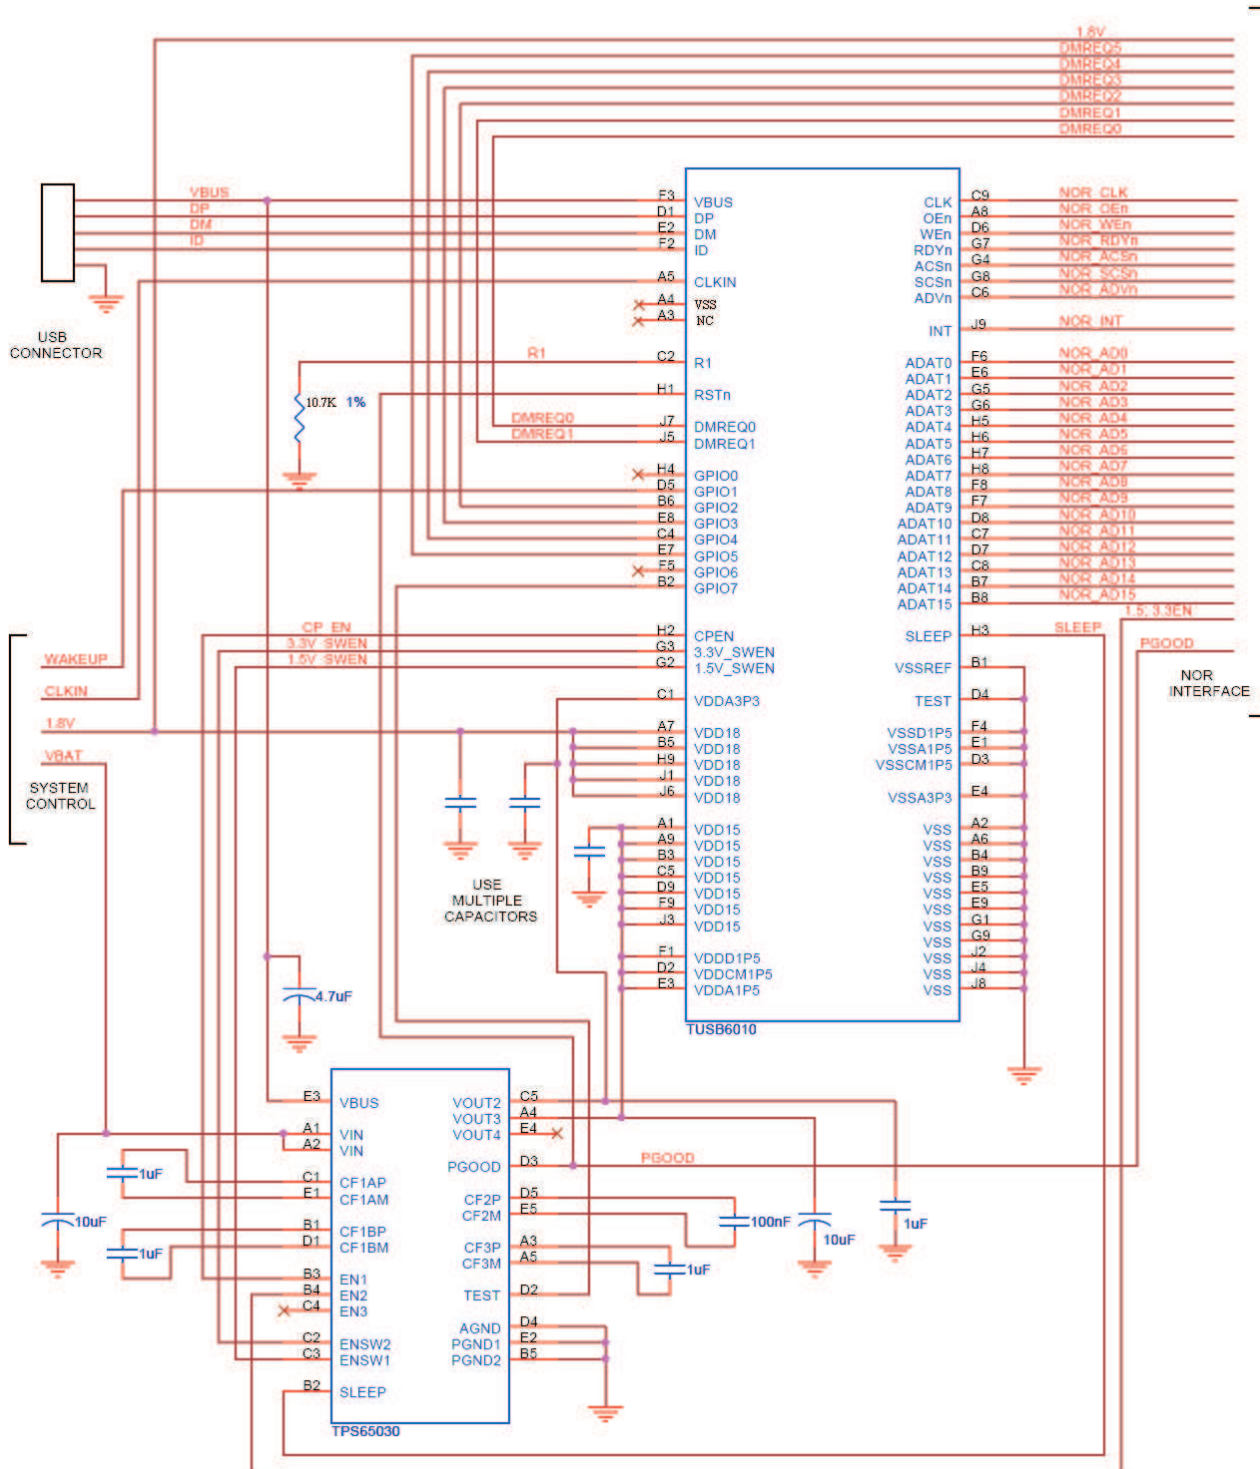 1.8V
DMREQ5
DMREQ4
DMREQ3
DMREQ2
DMREQ1
DMREQ0
VBUS
DP
DM
ID
USB
CONNECTOR
F3 VBUS
D1 DP
E2 DM
F2 ID
A5 CLKIN
A4 VSS
A3 NC
R1
C2 R1
10.7K 1%
H1 RSTn
DMREQ0
J7 DMREQ0
DMREQ1
J5 DMREQ1
H4 GPIO0
D5 GPIO1
B6 GPIO2
E8 GPIO3
C4 GPIO4
E7 GPIO5
F5 GPIO6
B2 GPIO7
CP_EN
H2 CPEN
3.3V_SWEN
G3 3.3V_SWEN
1.5V_SWEN
G2 1.5V_SWEN
C1 VDDA3P3
A7 VDD18
B5 VDD18
H9 VDD18
J1 VDD18
J6 VDD18
A1 VDD15
A9 VDD15
B3 VDD15
C5 VDD15
D9 VDD15
F9 VDD15
J3 VDD15
F1 VDDD1P5
D2 VDDCM1P5
E3 VDDA1P5
CLK C9 NOR_CLK
OEn A8 NOR_OEn
WEn D6 NOR_WEn
RDYn G7 NOR_RDYn
ACSn G4 NOR_ACSn
SCSn G8 NOR_SCSn
ADVn C6 NOR_ADVn
INT J9 NOR_INT
ADAT0 F6 NOR_AD0
ADAT1 E6 NOR_AD1
ADAT2 G5 NOR_AD2
ADAT3 G6 NOR_AD3
ADAT4 H5 NOR_AD4
ADAT5 H6 NOR_AD5
ADAT6 H7 NOR_AD6
ADAT7 H8 NOR_AD7
ADAT8 F8 NOR_AD8
ADAT9 F7 NOR_AD9
ADAT10 D8 NOR_AD10
ADAT11 C7 NOR_AD11
ADAT12 D7 NOR_AD12
ADAT13 C8 NOR_AD13
ADAT14 B7 NOR_AD14
ADAT15 B8 NOR_AD15
1.5; 3.3EN
SLEEP H3 SLEEP
PGOOD
VSSREF B1
TEST D4
VSSD1P5 F4
VSSA1P5 E1
VSSCM1P5 D3
VSSA3P3 E4
VSS A2
VSS A6
VSS B4
VSS B9
VSS E5
VSS E9
VSS G1
VSS G9
VSS J2
VSS J4
VSS J8
TUSB6010
NOR
INTERFACE
WAKEUP
CLKIN
1.8V
VBAT
SYSTEM
CONTROL
USE
MULTIPLE
CAPACITORS
4.7uF
E3 VBUS
A1 VIN
A2 VIN
C1 CF1AP
E1 CF1AM
1uF
B1 CF1BP
D1 CF1BM
1uF
10uF
B3 EN1
B4 EN2
C4 EN3
C2 ENSW2
C3 ENSW1
B2 SLEEP
VOUT2 C5
VOUT3 A4
VOUT4 E4
PGOOD D3 PGOOD
CF2P D5
CF2M E5
100nF
CF3P A3
CF3M A5
1uF
10uF
1uF
TEST D2
AGND D4
PGND1 E2
PGND2 B5
TPS65030